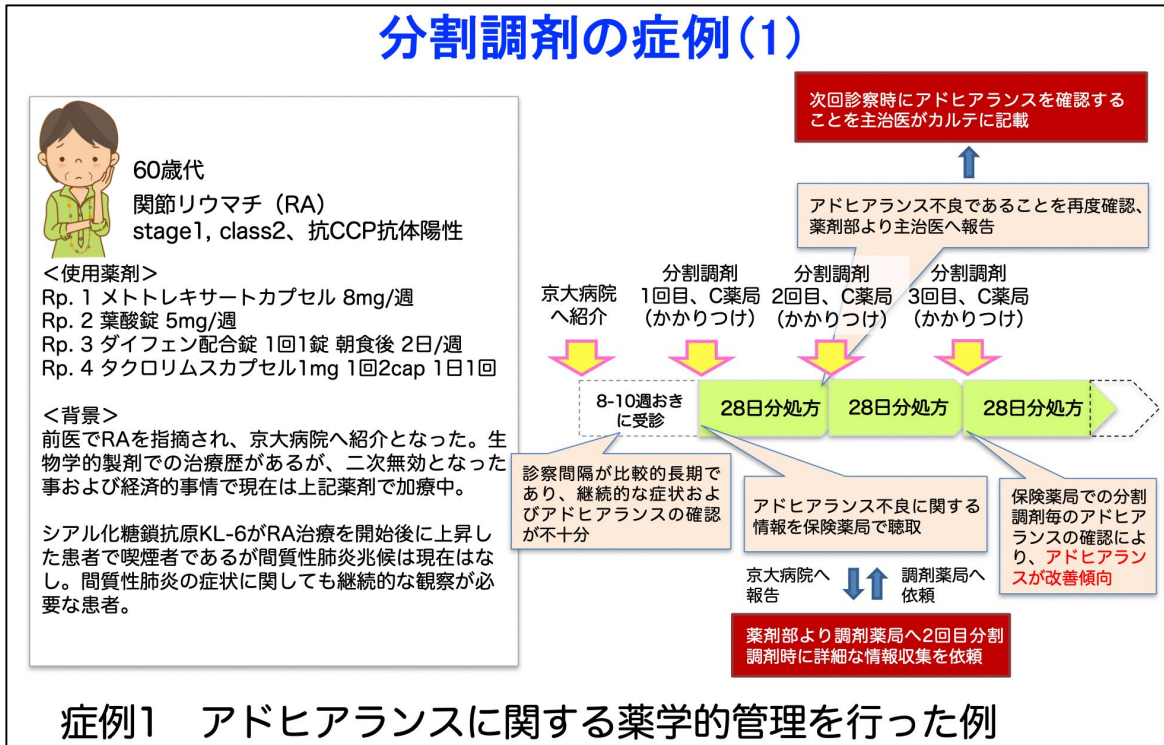 分割調剤の症例(1)
60歳代
関節リウマチ（RA）
stage1, class2、抗CCP抗体陽性
＜使用薬剤＞
Rp. 1 メトトレキサートカプセル 8mg/週
Rp. 2 葉酸錠 5mg/週
Rp. 3 ダイフェン配合錠 1回1錠 朝食後 2日/週
Rp. 4 タクロリムスカプセル1mg 1回2cap 1日1回
＜背景＞
前医でRAを指摘され、京大病院へ紹介となった。生
物学的製剤での治療歴があるが、二次無効となった
事および経済的事情で現在は上記薬剤で加療中。
シアル化糖鎖抗原KL-6がRA治療を開始後に上昇し
た患者で喫煙者であるが間質性肺炎兆候は現在はな
し。間質性肺炎の症状に関しても継続的な観察が必
要な患者。
次回診察時にアドヒアランスを確認する
ことを主治医がカルテに記載
アドヒアランス不良であることを再度確認、
薬剤部より主治医へ報告
京大病院
へ紹介
分割調剤
1回目、C薬局
（かかりつけ）
分割調剤
2回目、C薬局
（かかりつけ）
分割調剤
3回目、C薬局
（かかりつけ）
8-10週おき
に受診
28日分処方
28日分処方
28日分処方
診察間隔が比較的長期で
あり、継続的な症状およ
びアドヒアランスの確認
が不十分
アドヒアランス不良に関する
情報を保険薬局で聴取
保険薬局での分割
調剤毎のアドヒア
ランスの確認によ
り、アドヒアラン
スが改善傾向
京大病院へ
報告
調剤薬局へ
依頼
薬剤部より調剤薬局へ2回目分割
調剤時に詳細な情報収集を依頼
症例1　アドヒアランスに関する薬学的管理を行った例